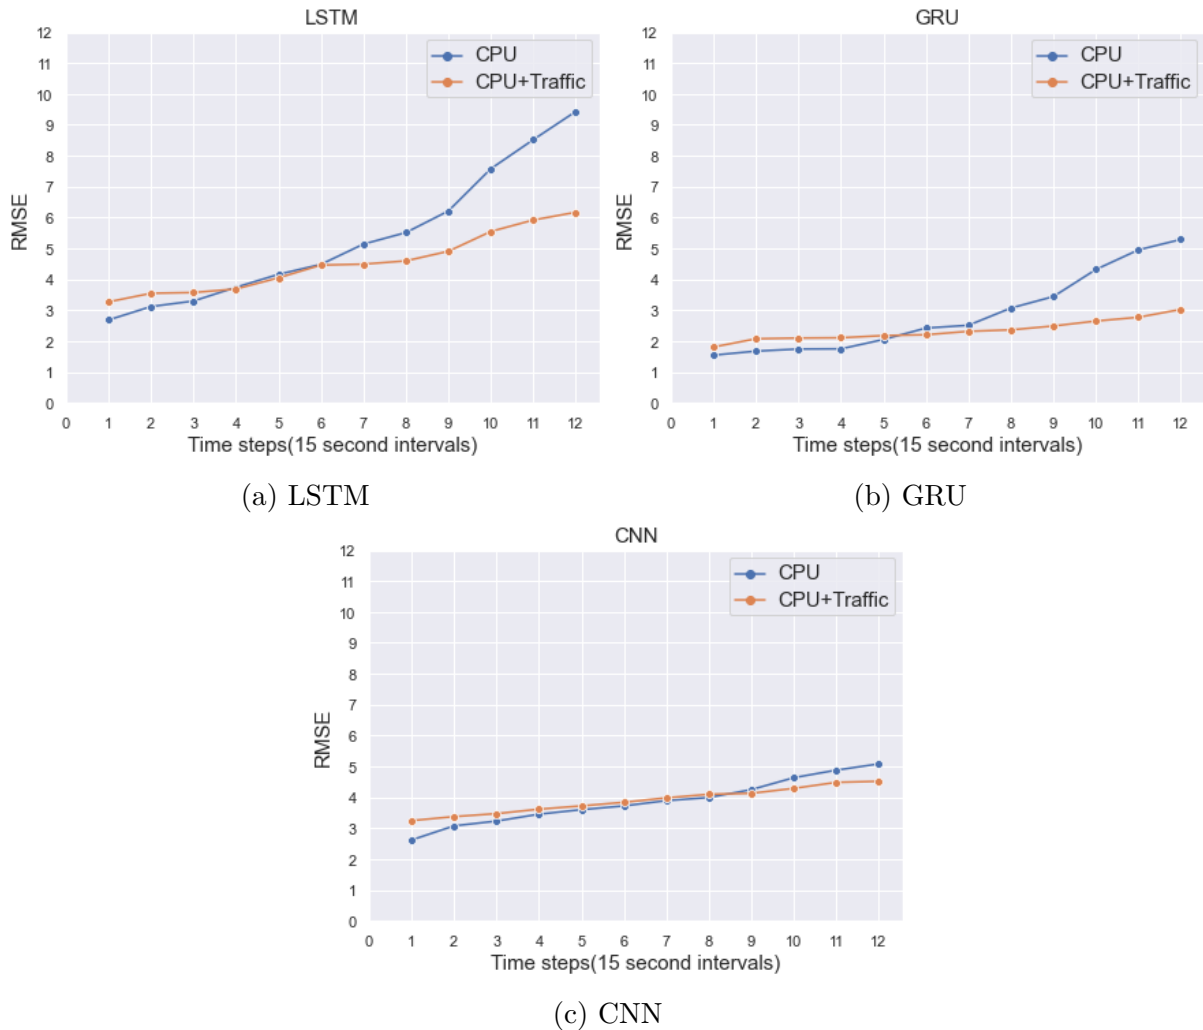 LSTM
12
11
10
9
8
7
6
5
4
3
2
1
0
RMSE
CPU
CPU+Traffic
0 1 2 3 4 5 6 7 8 9 10 11 12
Time steps(15 second intervals)
(a) LSTM
GRU
12
11
10
9
8
7
6
5
4
3
2
1
0
RMSE
CPU
CPU+Traffic
0 1 2 3 4 5 6 7 8 9 10 11 12
Time steps(15 second intervals)
(b) GRU
CNN
12
11
10
9
8
7
6
5
4
3
2
1
0
RMSE
CPU
CPU+Traffic
0 1 2 3 4 5 6 7 8 9 10 11 12
Time steps(15 second intervals)
(c) CNN